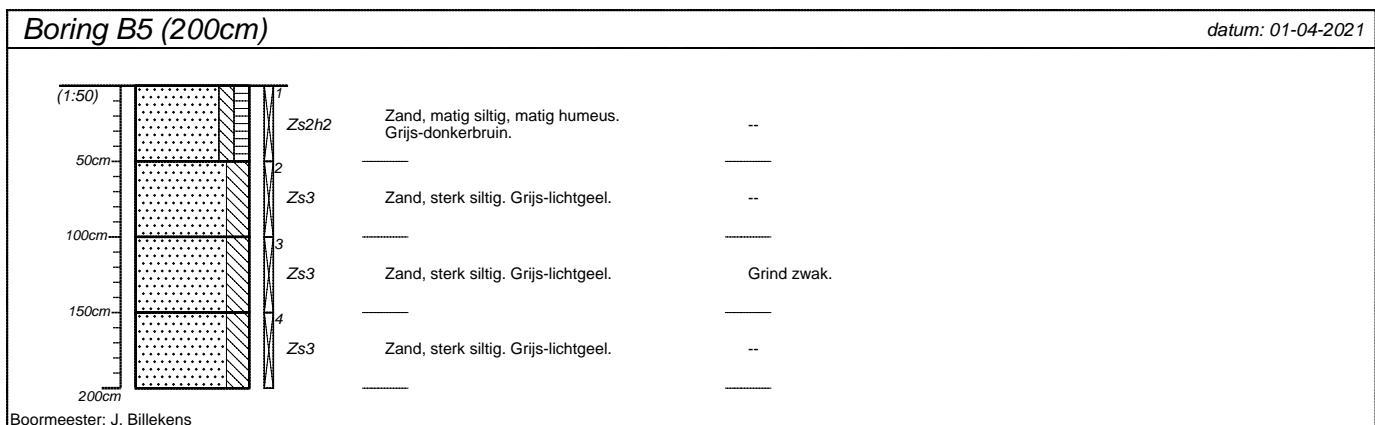 Boring B5 (200cm)
datum: 01-04-2021
(1:50)
1
Zs2h2
Zand, matig siltig, matig humeus.
Grijs-donkerbruin.
--
50cm
2
Zs3
Zand, sterk siltig. Grijs-lichtgeel.
--
100cm
3
Zs3
Zand, sterk siltig. Grijs-lichtgeel.
Grind zwak.
150cm
4
Zs3
Zand, sterk siltig. Grijs-lichtgeel.
--
200cm
Boormeester: J. Billekens